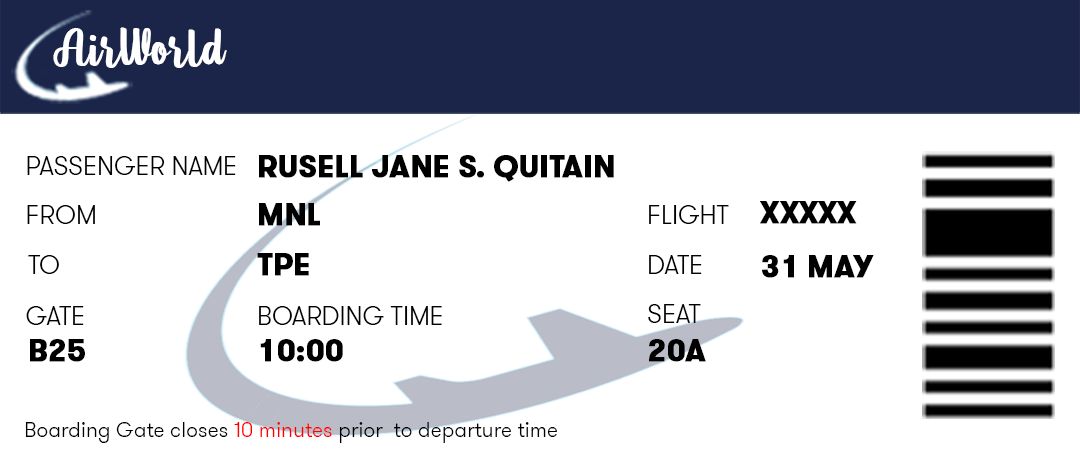 AirWorld
PASSENGER NAME RUSELL JANE S. QUITAIN
FROM MNL FLIGHT XXXXX
TO TPE DATE 31 MAY
GATE BOARDING TIME SEAT
B25 10:00 20A
Boarding Gate closes 10 minutes prior to departure time